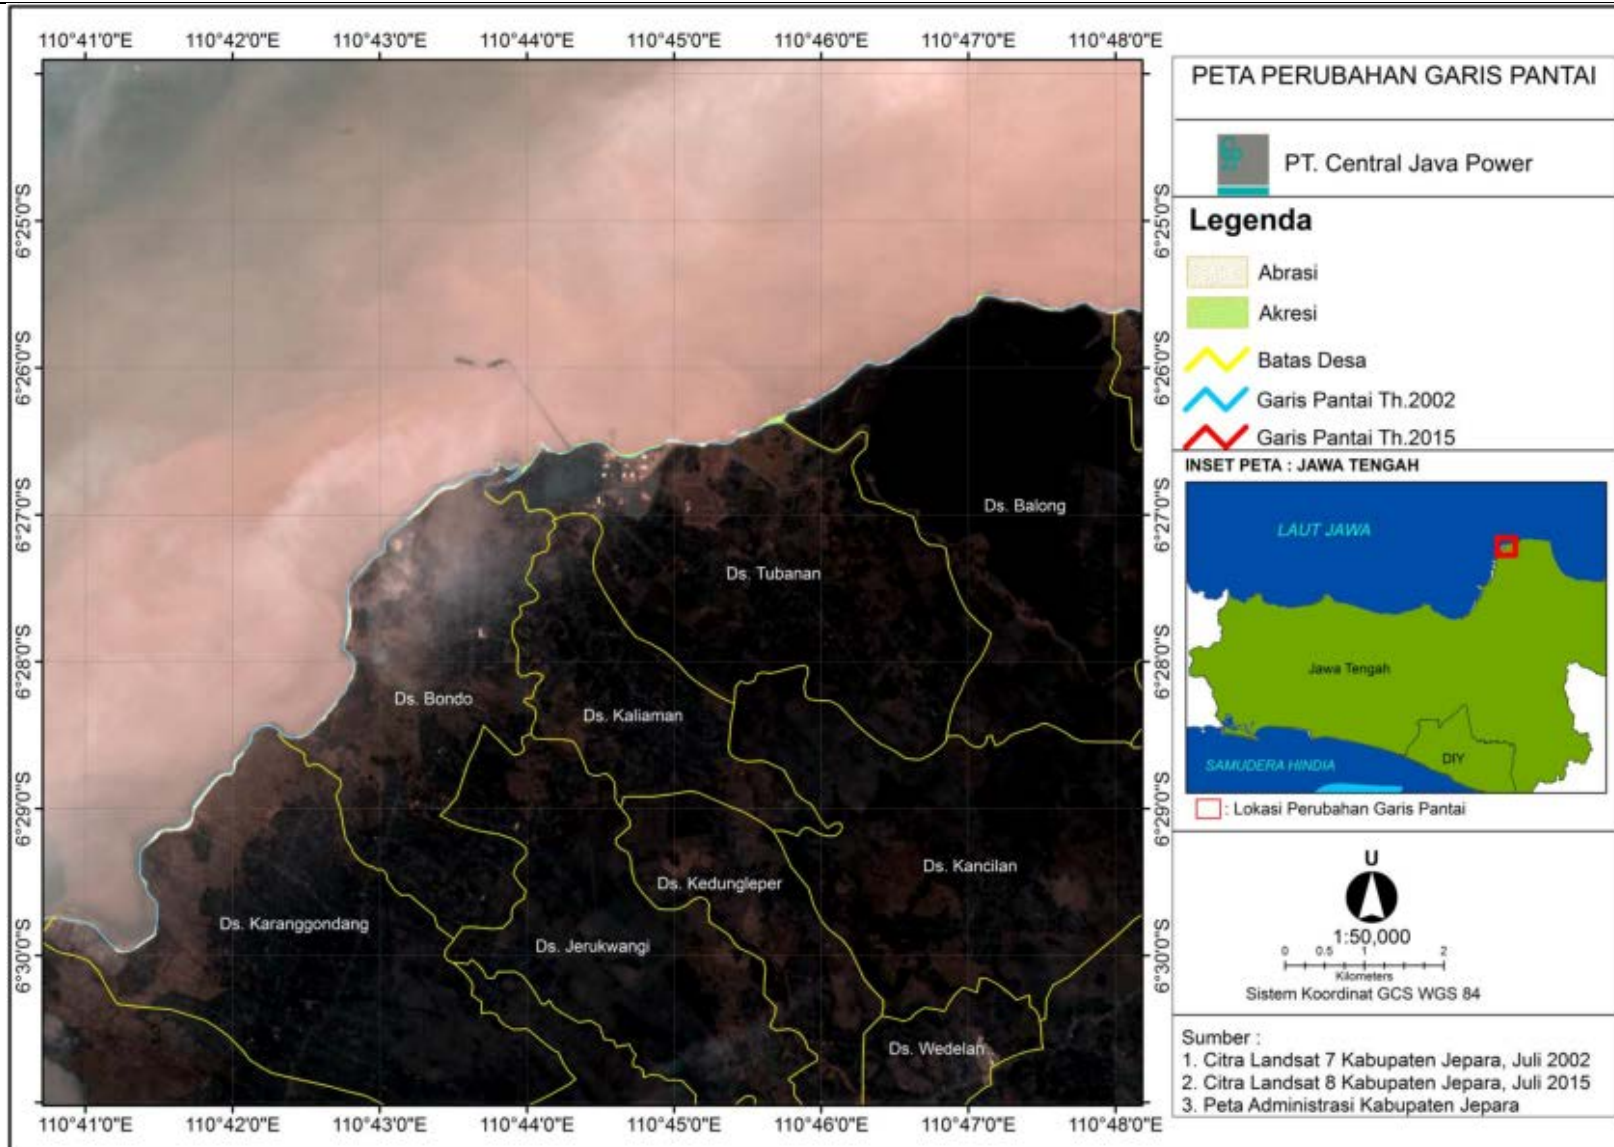 110°41'0"E 110°42'0"E 110°43'0"E 110°44'0"E 110°45'0"E 110°46'0"E 110°47'0"E 110°48'0"E
6°25'0"S
6°26'0"S
6°27'0"S
6°28'0"S
6°29'0"S
6°30'0"S
Ds. Balong
Ds. Tubanan
Ds. Bondo
Ds. Kaliaman
Ds. Kancilan
Ds. Kedungleper
Ds. Karanggondang
Ds. Jerukwangi
Ds. Wedelan
6°25'0"S
6°26'0"S
6°27'0"S
6°28'0"S
6°29'0"S
6°30'0"S
110°41'0"E 110°42'0"E 110°43'0"E 110°44'0"E 110°45'0"E 110°46'0"E 110°47'0"E 110°48'0"E
PETA PERUBAHAN GARIS PANTAI
PT. Central Java Power
Legenda
Abrasi
Akresi
Batas Desa
Garis Pantai Th.2002
Garis Pantai Th.2015
INSET PETA : JAWA TENGAH
LAUT JAWA
Jawa Tengah
DIY
SAMUDERA HINDIA
: Lokasi Perubahan Garis Pantai
U
1:50,000
0 0.5 1 2
Kilometers
Sistem Koordinat GCS WGS 84
Sumber :
1. Citra Landsat 7 Kabupaten Jepara, Juli 2002
2. Citra Landsat 8 Kabupaten Jepara, Juli 2015
3. Peta Administrasi Kabupaten Jepara